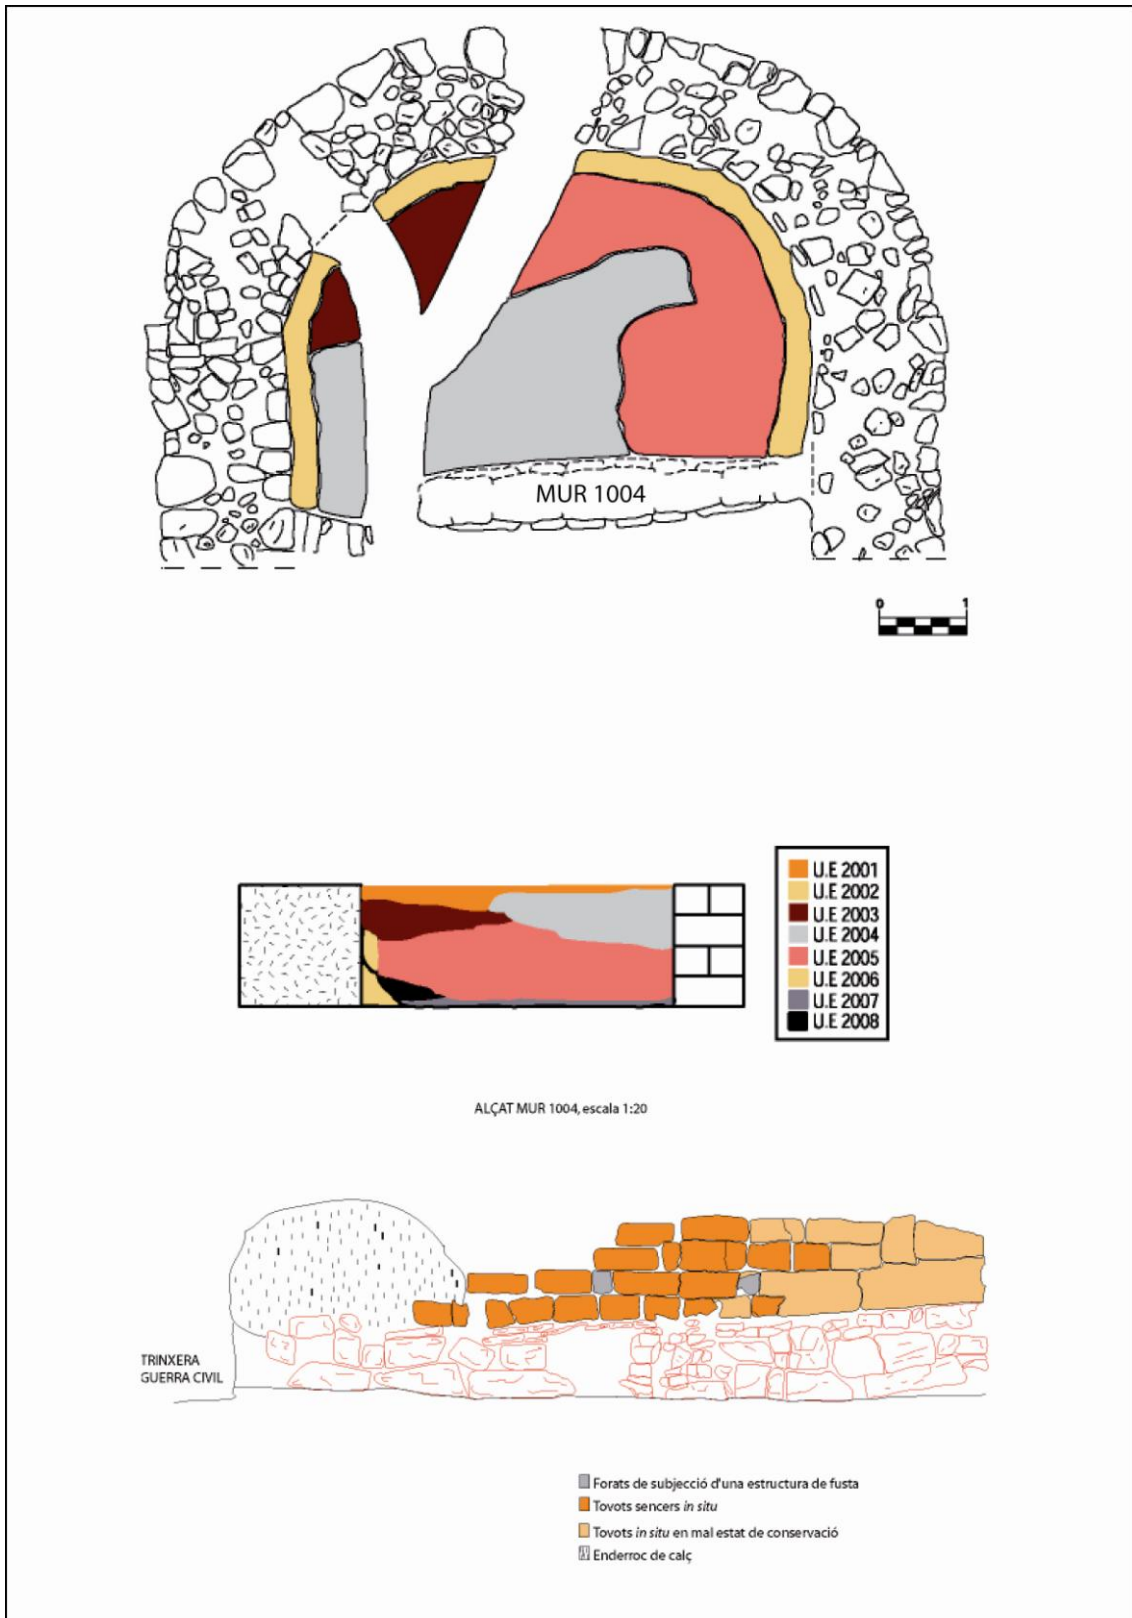 MUR 1004
0 1
U.E 2001
U.E 2002
U.E 2003
U.E 2004
U.E 2005
U.E 2006
U.E 2007
U.E 2008
ALÇAT MUR 1004, escala 1:20
TRINXERA
GUERRA CIVIL
Forats de subjecció d'una estructura de fusta
Tovots sencers in situ
Tovots in situ en mal estat de conservació
Enderroc de calç